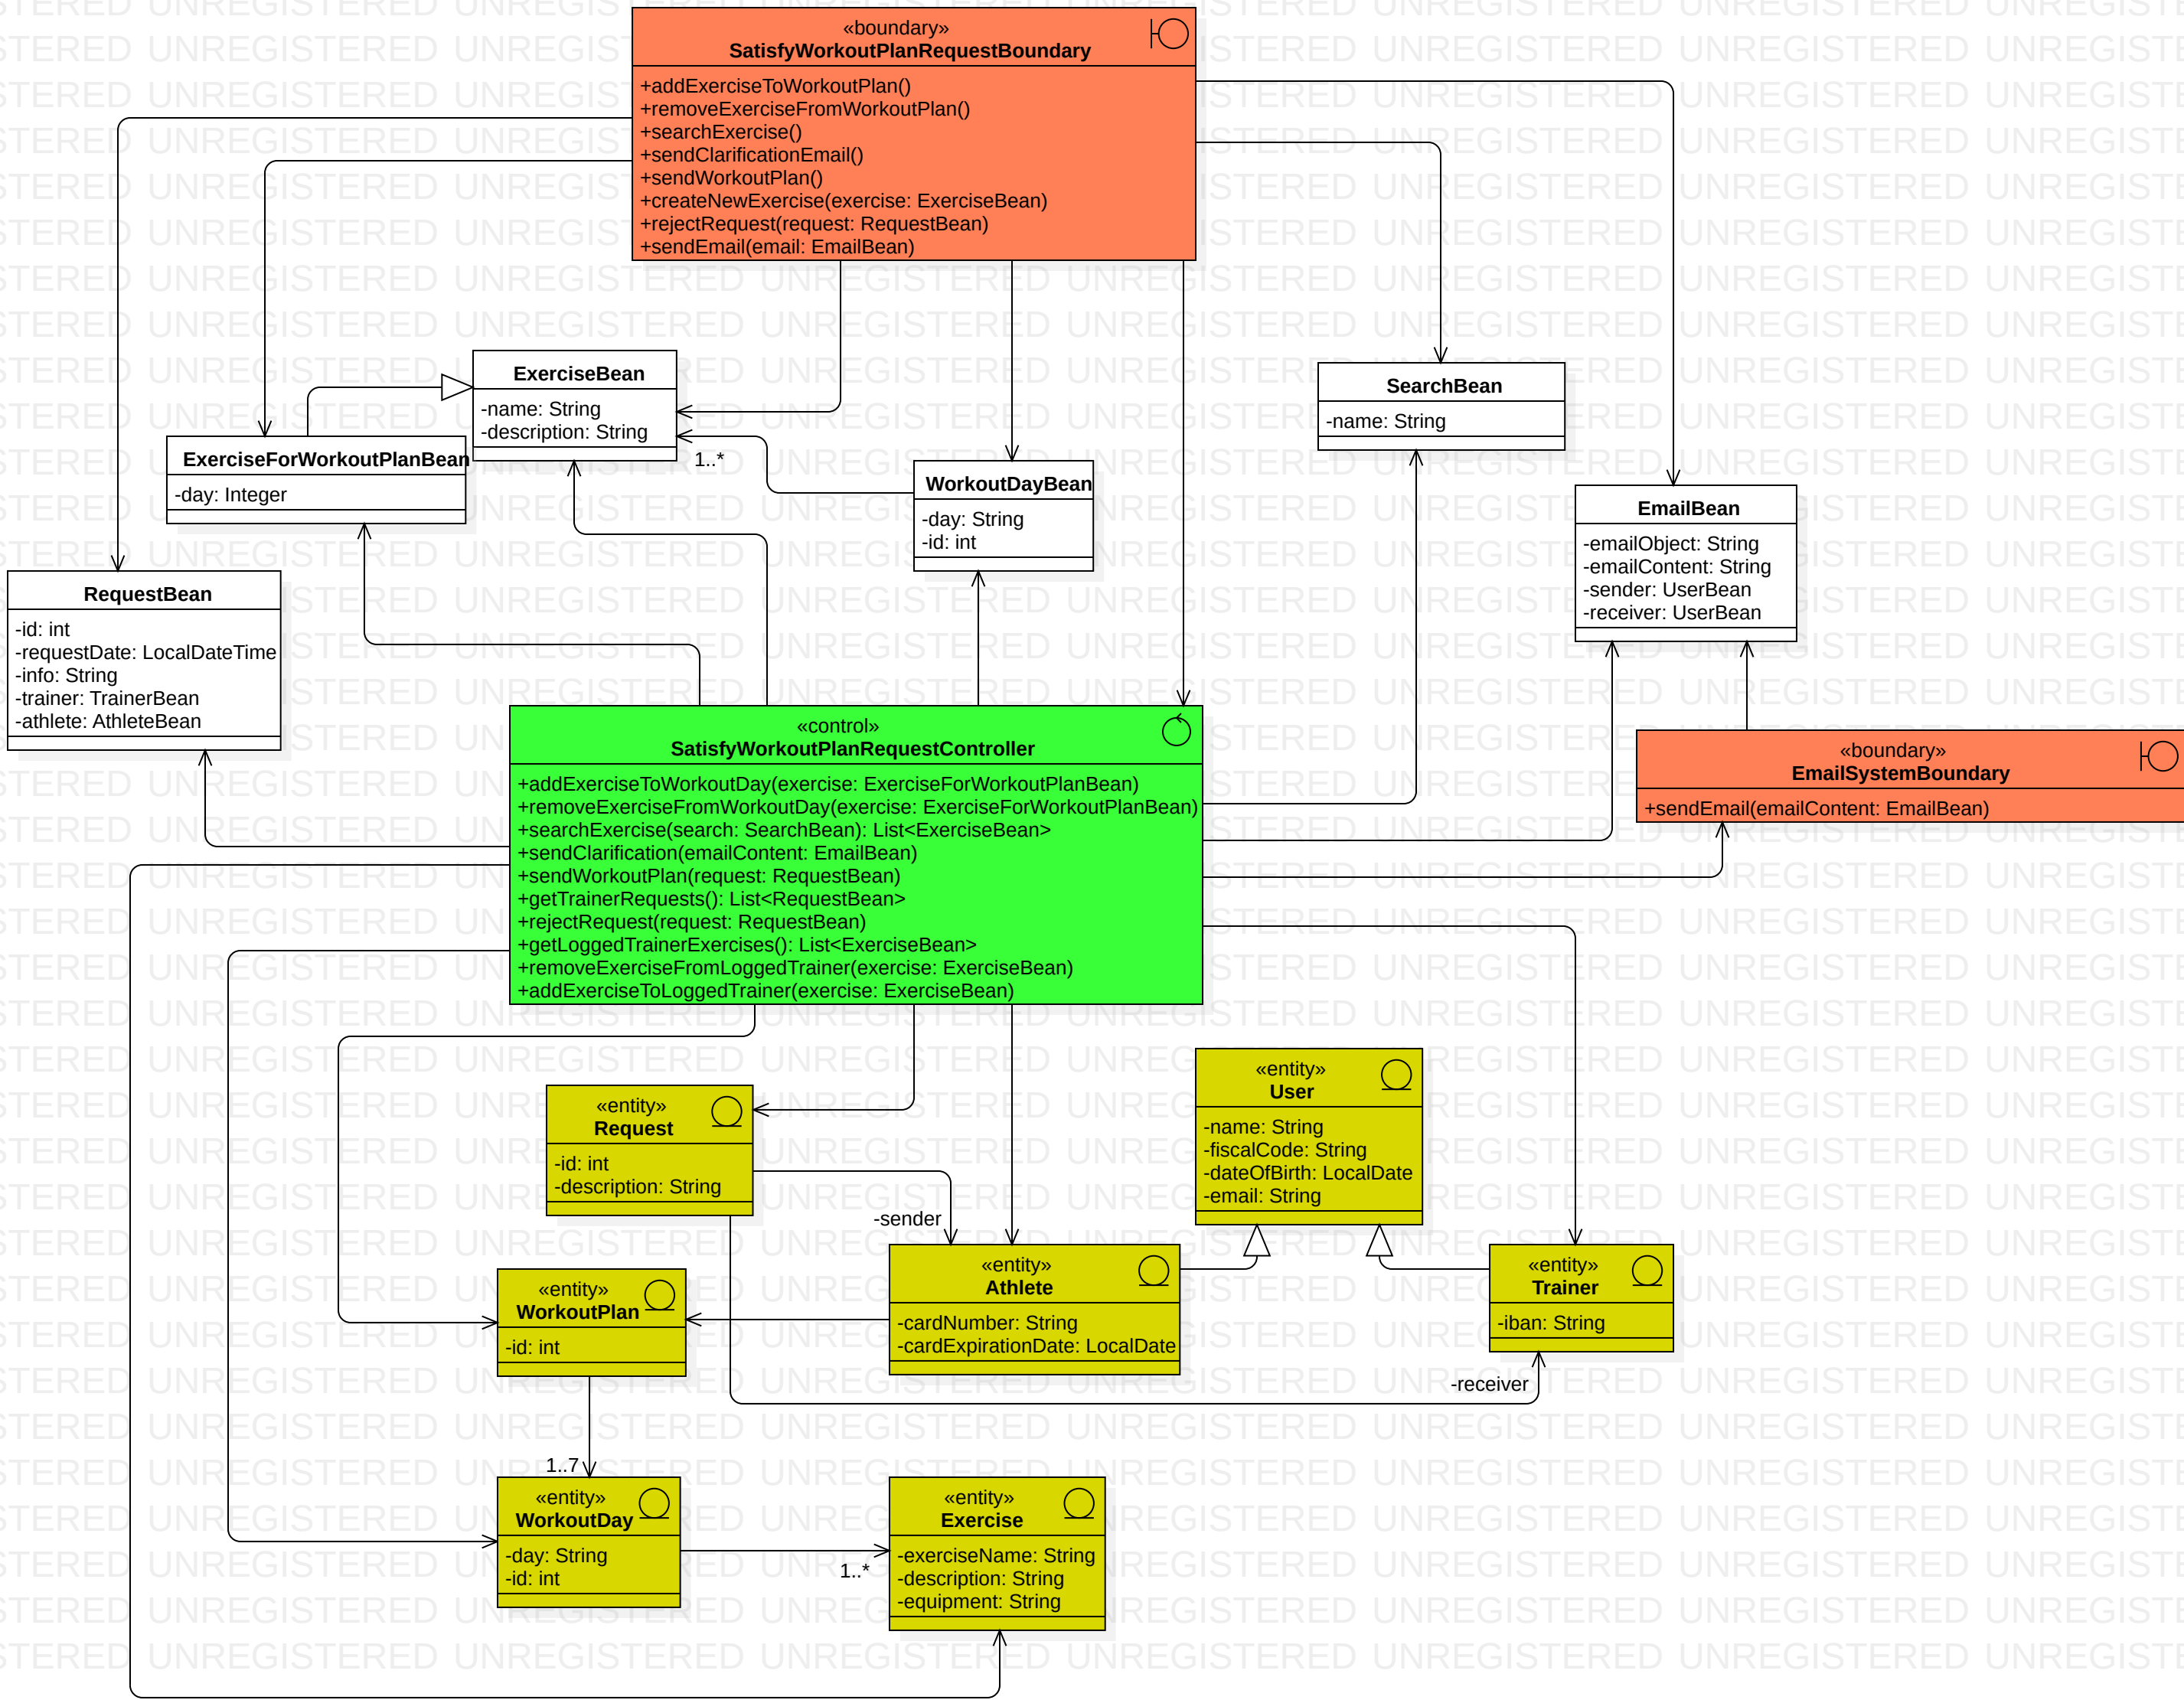 «boundary»
SatisfyWorkoutPlanRequestBoundary
+addExerciseToWorkoutPlan()
+removeExerciseFromWorkoutPlan()
+searchExercise()
+sendClarificationEmail()
+sendWorkoutPlan()
+createNewExercise(exercise: ExerciseBean)
+rejectRequest(request: RequestBean)
+sendEmail(email: EmailBean)
ExerciseBean
-name: String
-description: String
SearchBean
-name: String
ExerciseForWorkoutPlanBean
-day: Integer
1..*
WorkoutDayBean
-day: String
-id: int
EmailBean
-emailObject: String
-emailContent: String
-sender: UserBean
-receiver: UserBean
RequestBean
-id: int
-requestDate: LocalDateTime
-info: String
-trainer: TrainerBean
-athlete: AthleteBean
«control»
SatisfyWorkoutPlanRequestController
+addExerciseToWorkoutDay(exercise: ExerciseForWorkoutPlanBean)
+removeExerciseFromWorkoutDay(exercise: ExerciseForWorkoutPlanBean)
+searchExercise(search: SearchBean): List<ExerciseBean>
+sendClarification(emailContent: EmailBean)
+sendWorkoutPlan(request: RequestBean)
+getTrainerRequests(): List<RequestBean>
+rejectRequest(request: RequestBean)
+getLoggedTrainerExercises(): List<ExerciseBean>
+removeExerciseFromLoggedTrainer(exercise: ExerciseBean)
+addExerciseToLoggedTrainer(exercise: ExerciseBean)
«boundary»
EmailSystemBoundary
+sendEmail(emailContent: EmailBean)
«entity»
User
-name: String
-fiscalCode: String
-dateOfBirth: LocalDate
-email: String
«entity»
Request
-id: int
-description: String
-sender
«entity»
Athlete
-cardNumber: String
-cardExpirationDate: LocalDate
«entity»
Trainer
-iban: String
«entity»
WorkoutPlan
-id: int
-receiver
1..7
«entity»
WorkoutDay
-day: String
-id: int
1..*
«entity»
Exercise
-exerciseName: String
-description: String
-equipment: String
UNREGISTERED